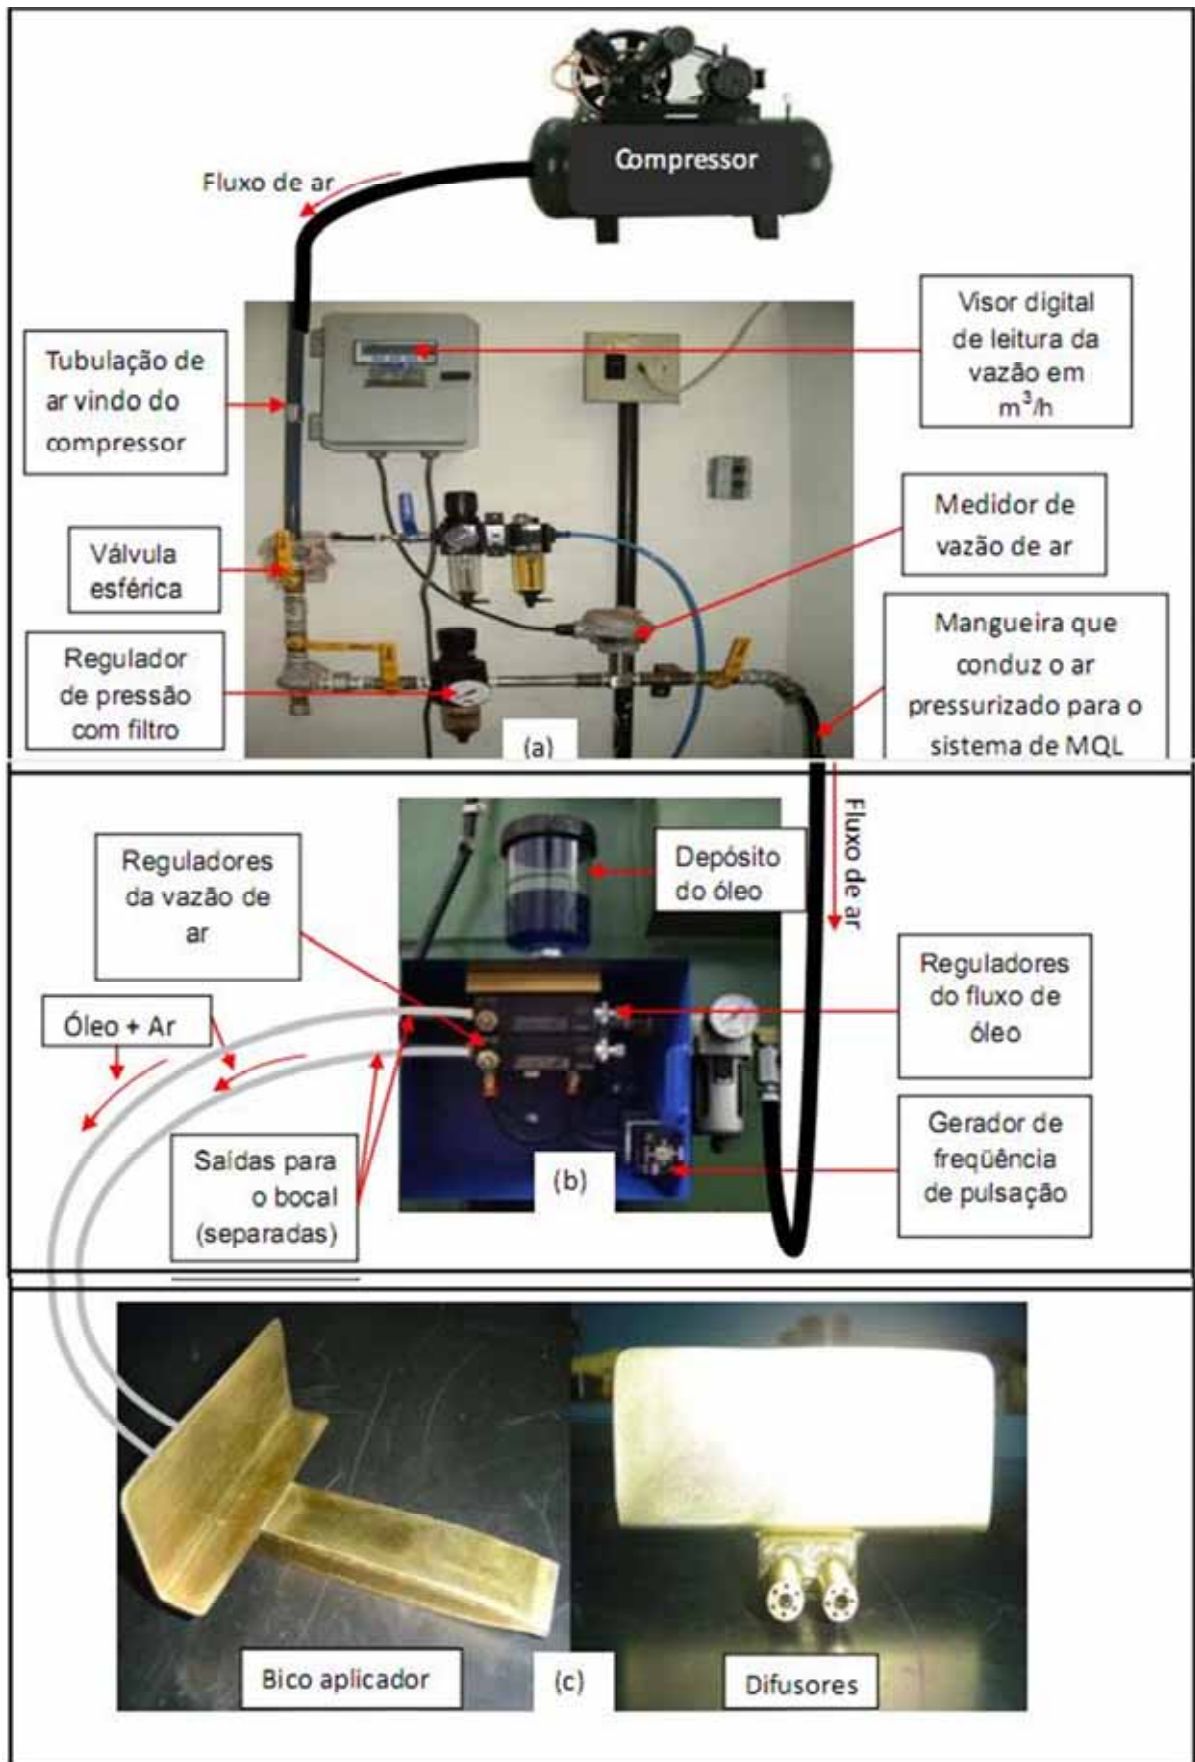 Compressor
Fluxo de ar
Visor digital
de leitura da
vazão em
m³/h
Tubulação de
ar vindo do
compressor
Medidor de
vazão de ar
Válvula
esférica
Mangueira que
conduz o ar
pressurizado para o
sistema de MQL
Regulador
de pressão
com filtro
(a)
Fluxo de ar
Reguladores
da vazão de
ar
Depósito
do óleo
Reguladores
do fluxo de
óleo
Óleo + Ar
Gerador de
freqüência
de pulsação
Saídas para
o bocal
(separadas)
(b)
Bico aplicador
(c)
Difusores